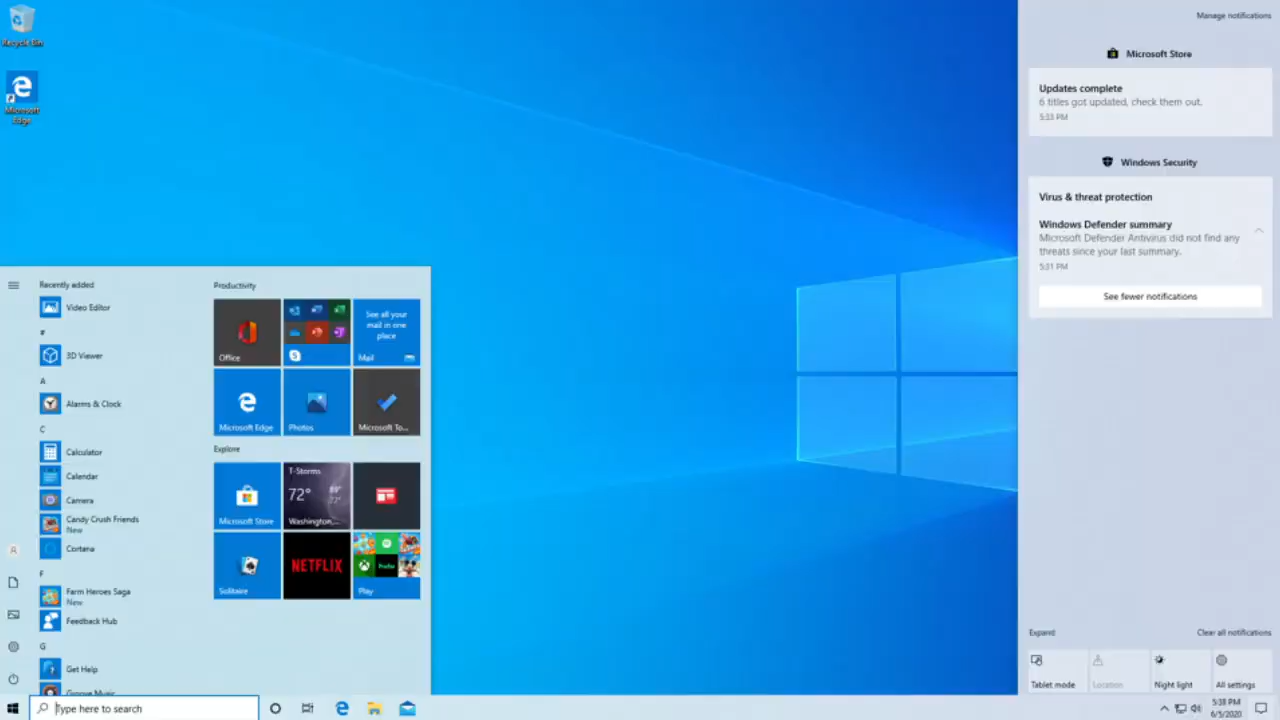 Recycle Bin
Microsoft
Edge
Recently added
Video Editor
#
3D Viewer
A
Alarms & Clock
C
Calculator
Calendar
Camera
Candy Crush Friends
New
Cortana
F
Farm Heroes Saga
New
Feedback Hub
G
Get Help
Groove Music
Productivity
Office
See all your
mail in one
place
Mail
Microsoft Edge
Photos
Microsoft To...
Explore
Microsoft Store
T-Storms
72°
89°
72°
Washington,...
Solitaire
NETFLIX
hulu
Play
Type here to search
Manage notifications
Microsoft Store
Updates complete
6 titles got updated, check them out.
5:33 PM
Windows Security
Virus & threat protection
Windows Defender summary
Microsoft Defender Antivirus did not find any
threats since your last summary.
5:31 PM
See fewer notifications
Expand
Clear all notifications
Tablet mode
Location
Night light
All settings
5:38 PM
6/5/2020